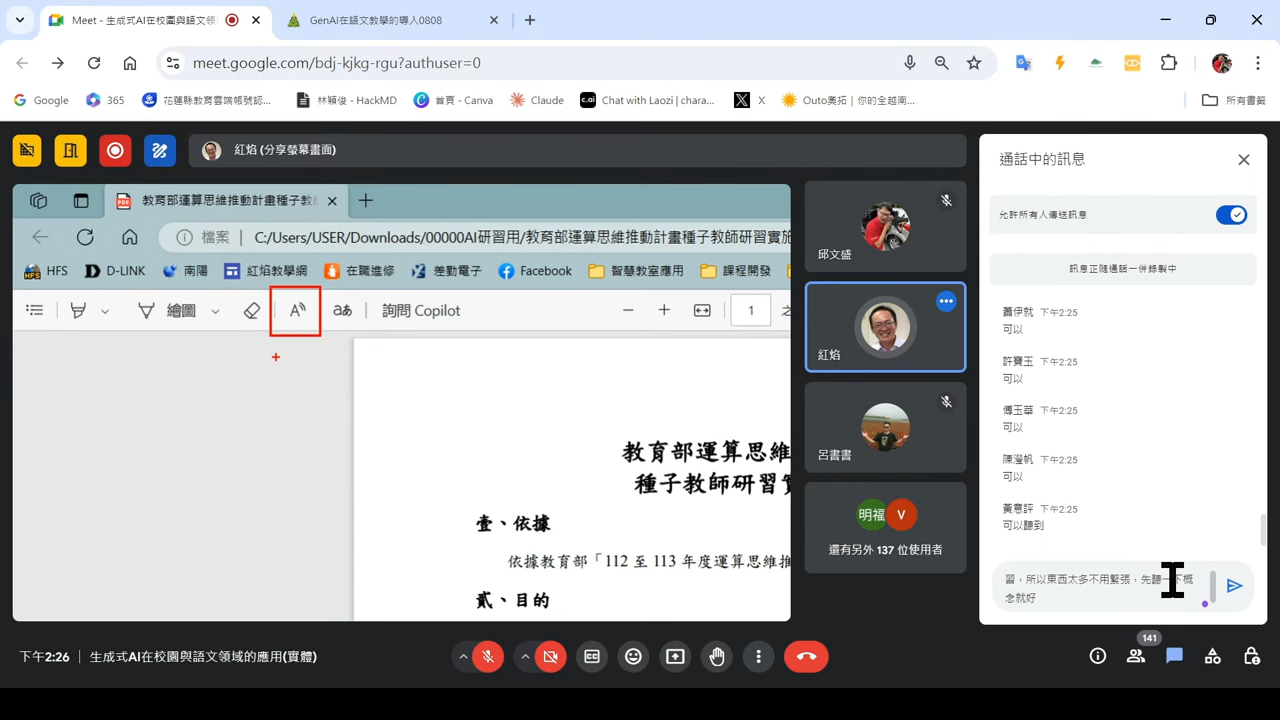 Meet - 生成式AI在校園與語文領
GenAI在語文教學的導入0808
meet.google.com/bdj-kjkg-rgu?authuser=0
Google
365
花蓮縣教育雲端帳號認...
林穎俊 - HackMD
首頁 - Canva
Claude
c.ai
Chat with Laozi | chara...
X
Outo奧拓｜你的全越南...
所有書籤
紅焰 (分享螢幕畫面)
教育部運算思維推動計畫種子教
檔案
C:/Users/USER/Downloads/00000AI研習用/教育部運算思維推動計畫種子教師研習實施
HFS
D-LINK
南陽
紅焰教學網
在職進修
差勤電子
Facebook
智慧教室應用
課程開發
繪圖
A
aあ
詢問 Copilot
1
之
教育部運算思維
種子教師研習實
壹、依據
依據教育部「112 至 113 年度運算思維推
貳、目的
邱文盛
紅焰
呂書書
明福
V
還有另外 137 位使用者
通話中的訊息
允許所有人傳送訊息
訊息正隨通話一併錄製中
蕭伊就 下午2:25
可以
許寶玉 下午2:25
可以
傅玉華 下午2:25
可以
陳瀅帆 下午2:25
可以
黃意評 下午2:25
可以聽到
習，所以東西太多不用緊張，先聽一下概
念就好
下午2:26
生成式AI在校園與語文領域的應用(實體)
141